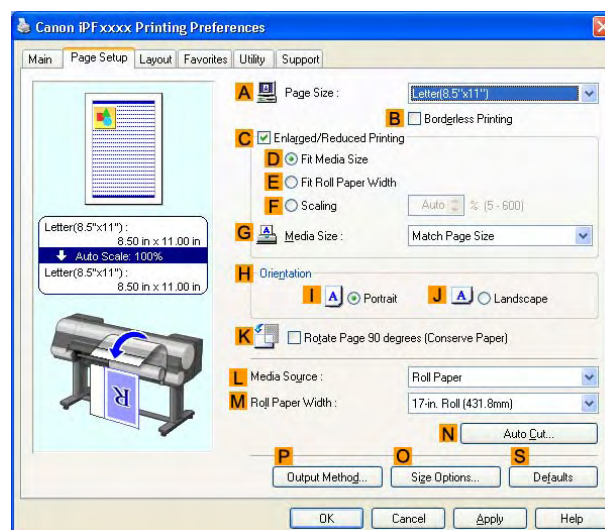 Canon iPFxxxx Printing Preferences
Main Page Setup Layout Favorites Utility Support
A Page Size : Letter(8.5"x11")
B Borderless Printing
C Enlarged/Reduced Printing
D Fit Media Size
E Fit Roll Paper Width
F Scaling Auto % (5 - 600)
Letter(8.5"x11") :
8.50 in x 11.00 in
Auto Scale: 100%
Letter(8.5"x11") :
8.50 in x 11.00 in
G Media Size : Match Page Size
H Orientation
I A Portrait J A Landscape
K Rotate Page 90 degrees (Conserve Paper)
R
L Media Source : Roll Paper
M Roll Paper Width : 17-in. Roll (431.8mm)
N Auto Cut...
P O S
Output Method... Size Options... Defaults
OK Cancel Apply Help